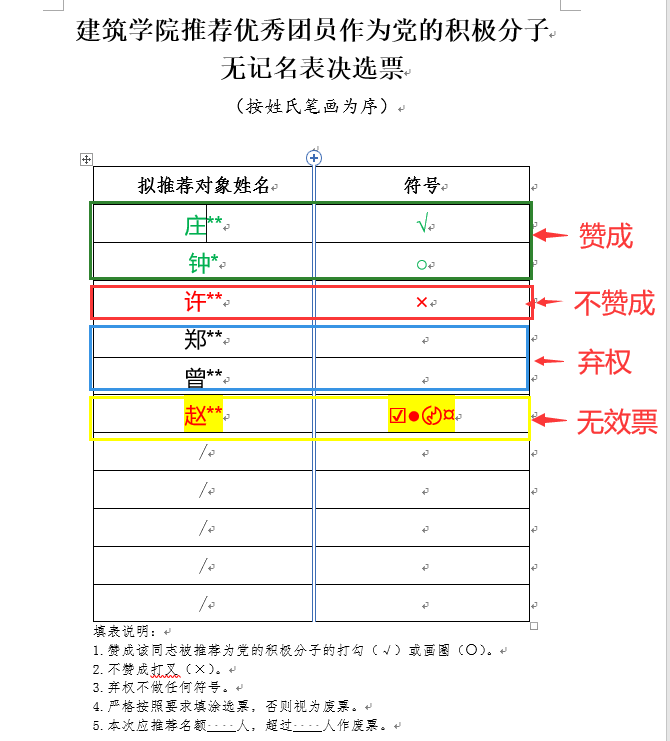 建筑学院推荐优秀团员作为党的积极分子
无记名表决选票
（按姓氏笔画为序）
拟推荐对象姓名 符号
庄** √ 赞成
钟* ○
许** × 不赞成
郑** 弃权
曾**
赵** ☑●¤ 无效票
/
/
/
/
/
填表说明：
1.赞成该同志被推荐为党的积极分子的打勾（√）或画圈（○）。
2.不赞成打叉（×）。
3.弃权不做任何符号。
4.严格按照要求填涂选票，否则视为废票。
5.本次应推荐名额____人，超过____人作废票。